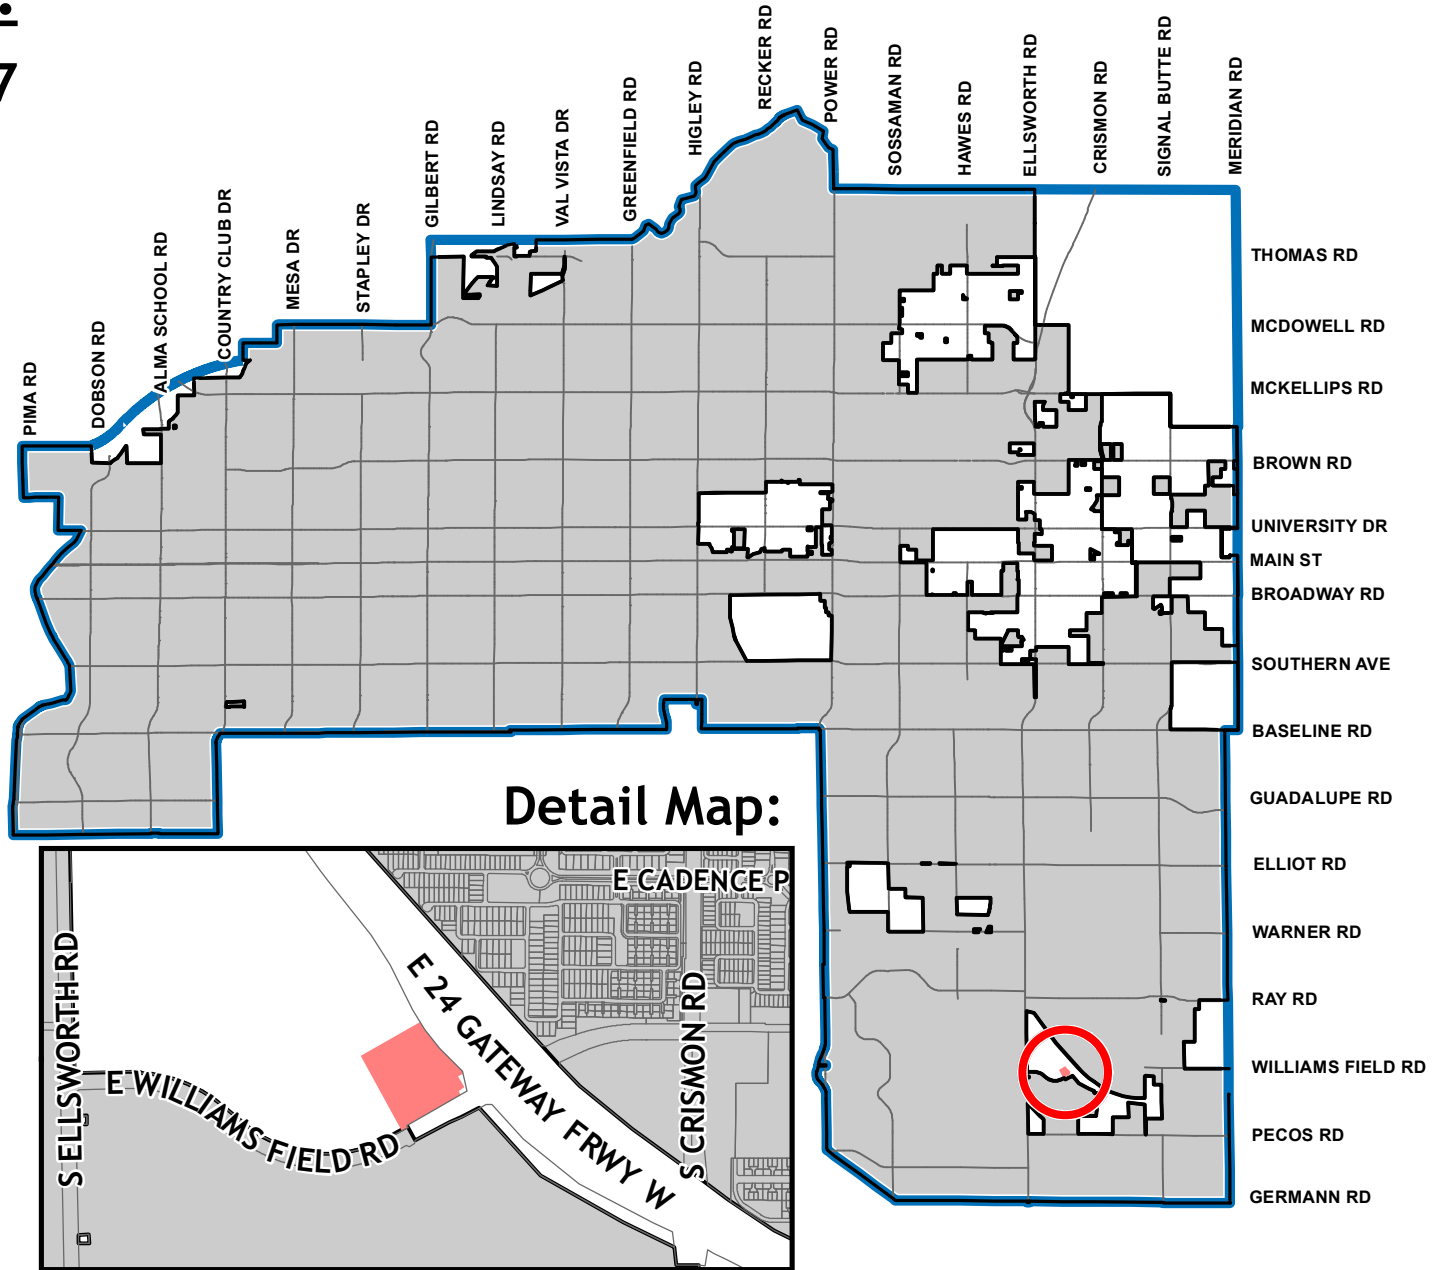 7
PIMA RD
DOBSON RD
ALMA SCHOOL RD
COUNTRY CLUB DR
MESA DR
STAPLEY DR
GILBERT RD
LINDSAY RD
VAL VISTA DR
GREENFIELD RD
HIGLEY RD
RECKER RD
POWER RD
SOSSAMAN RD
HAWES RD
ELLSWORTH RD
CRISMON RD
SIGNAL BUTTE RD
MERIDIAN RD
THOMAS RD
MCDOWELL RD
MCKELLIPS RD
BROWN RD
UNIVERSITY DR
MAIN ST
BROADWAY RD
SOUTHERN AVE
BASELINE RD
GUADALUPE RD
ELLIOT RD
WARNER RD
RAY RD
WILLIAMS FIELD RD
PECOS RD
GERMANN RD
Detail Map:
E CADENCE P
S ELLSWORTH RD
E WILLIAMS FIELD RD
E 24 GATEWAY FRWY W
S CRISMON RD